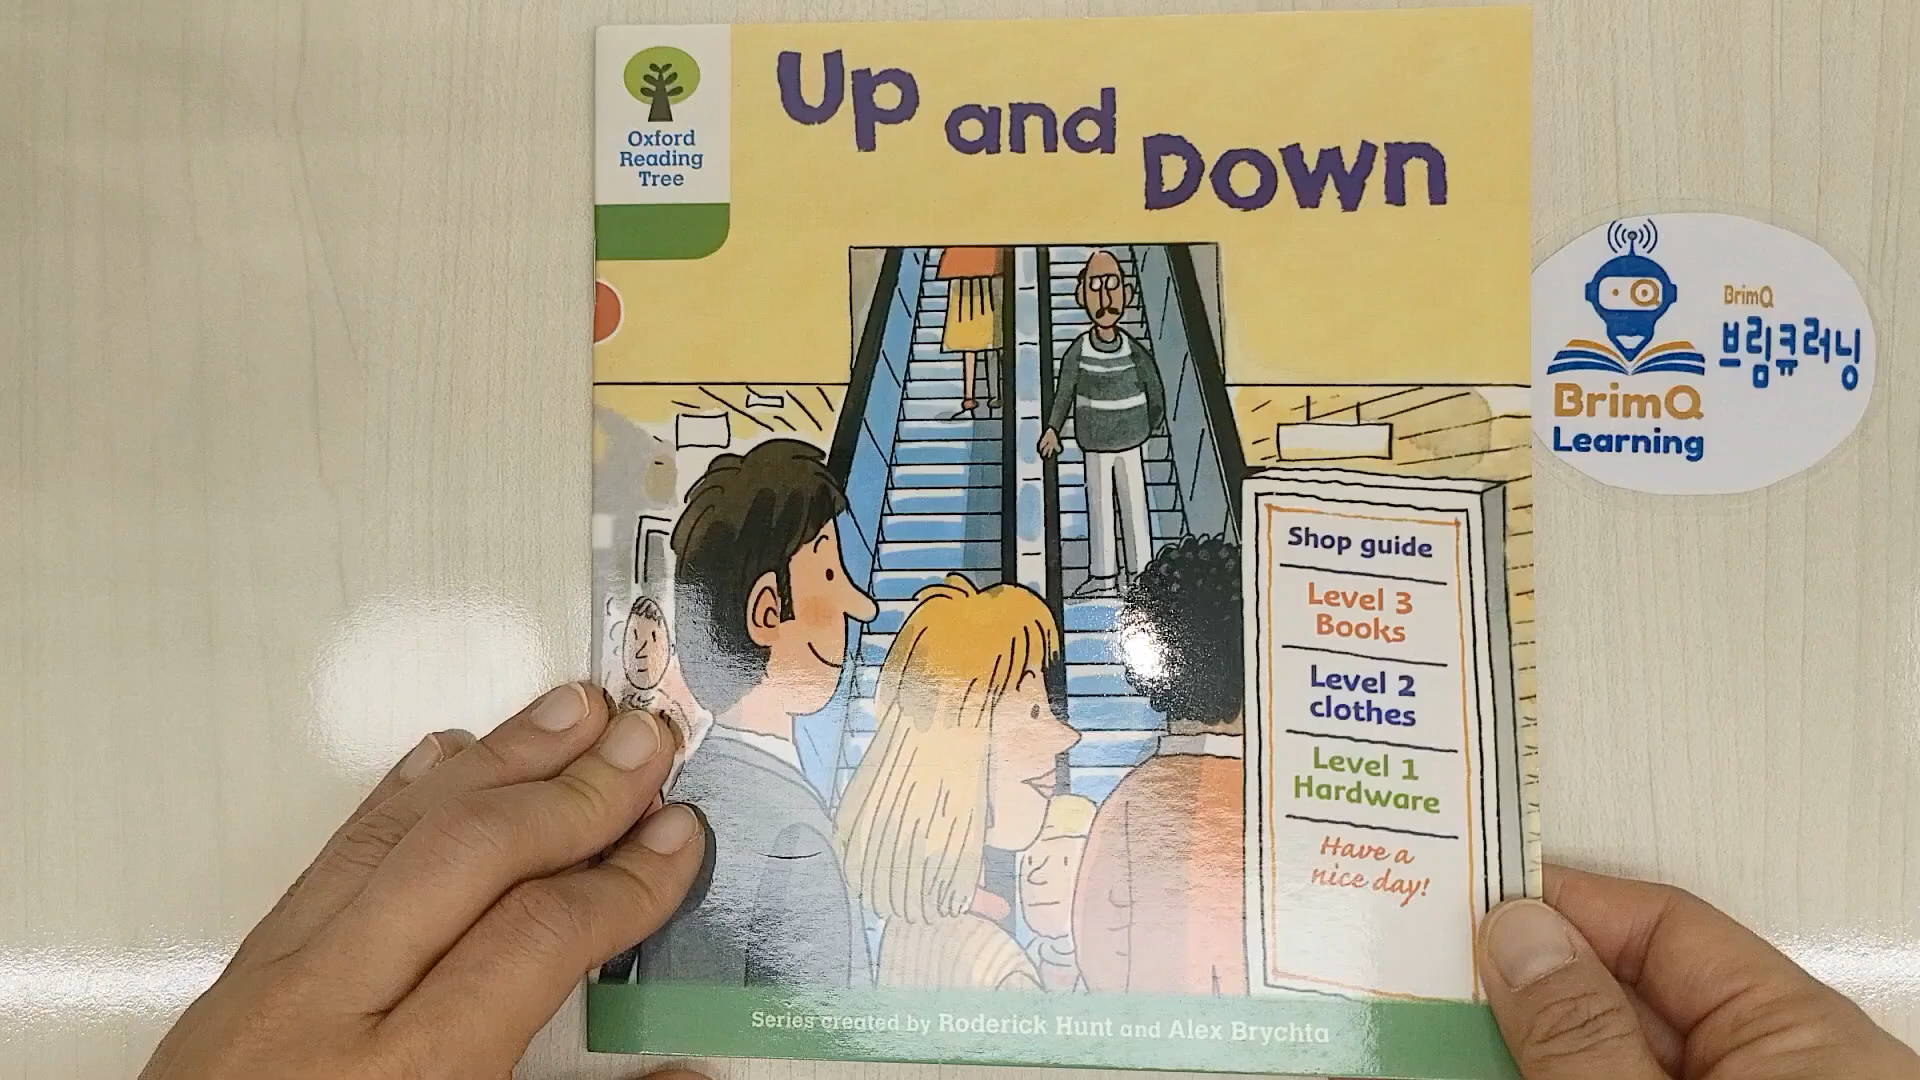 Up and Down
Oxford
Reading
Tree
BrimQ
브림큐러닝
BrimQ
Learning
Shop guide
Level 3
Books
Level 2
clothes
Level 1
Hardware
Have a
nice day!
Series created by Roderick Hunt and Alex Brychta